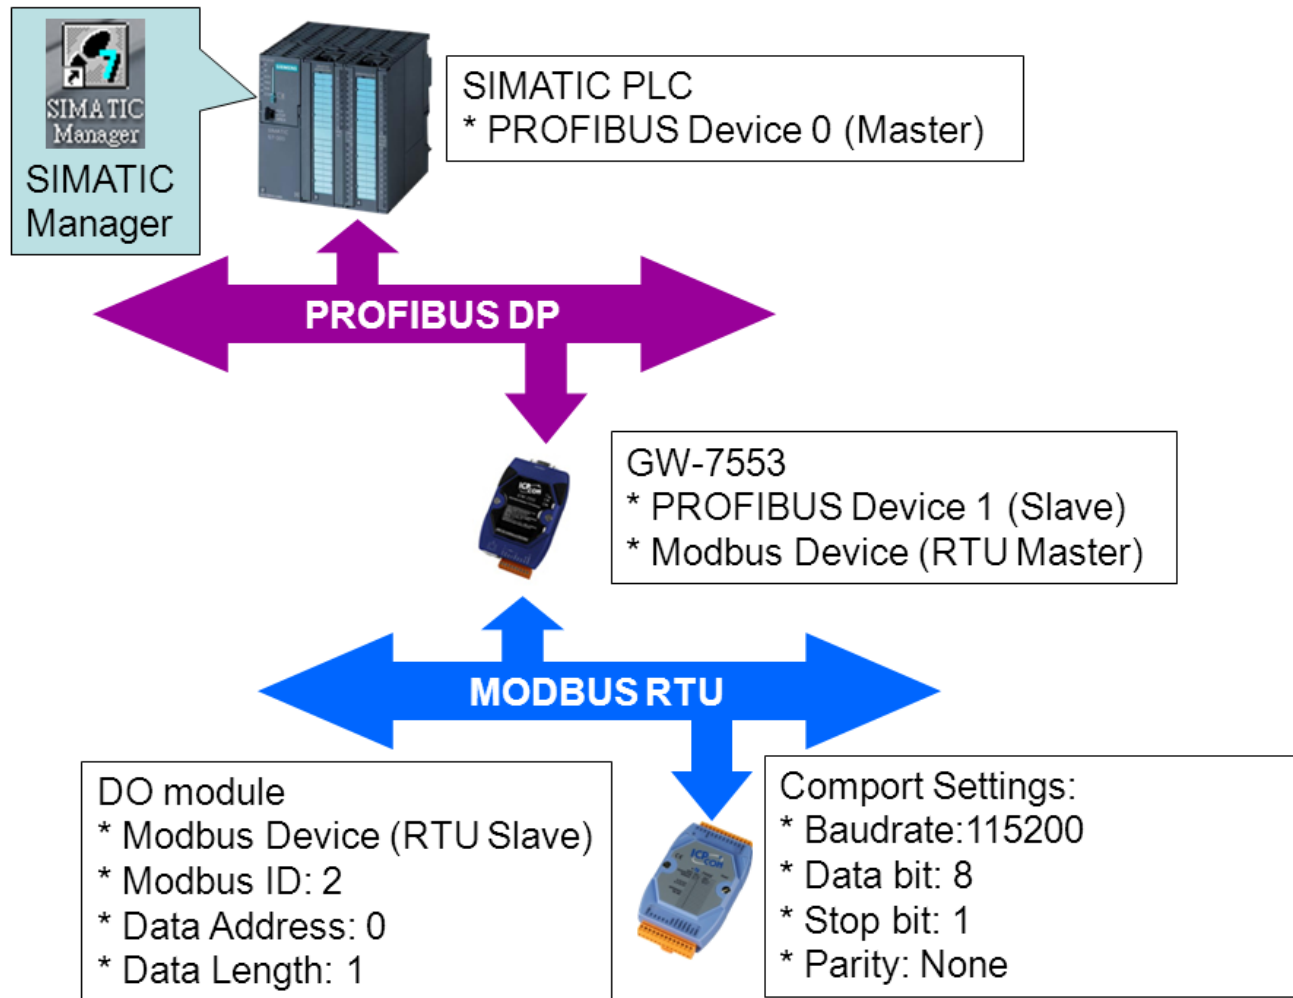 SIMATIC
Manager
SIMATIC
Manager
SIEMENS
SIMATIC PLC
* PROFIBUS Device 0 (Master)
PROFIBUS DP
GW-7553
* PROFIBUS Device 1 (Slave)
* Modbus Device (RTU Master)
MODBUS RTU
DO module
* Modbus Device (RTU Slave)
* Modbus ID: 2
* Data Address: 0
* Data Length: 1
Comport Settings:
* Baudrate:115200
* Data bit: 8
* Stop bit: 1
* Parity: None